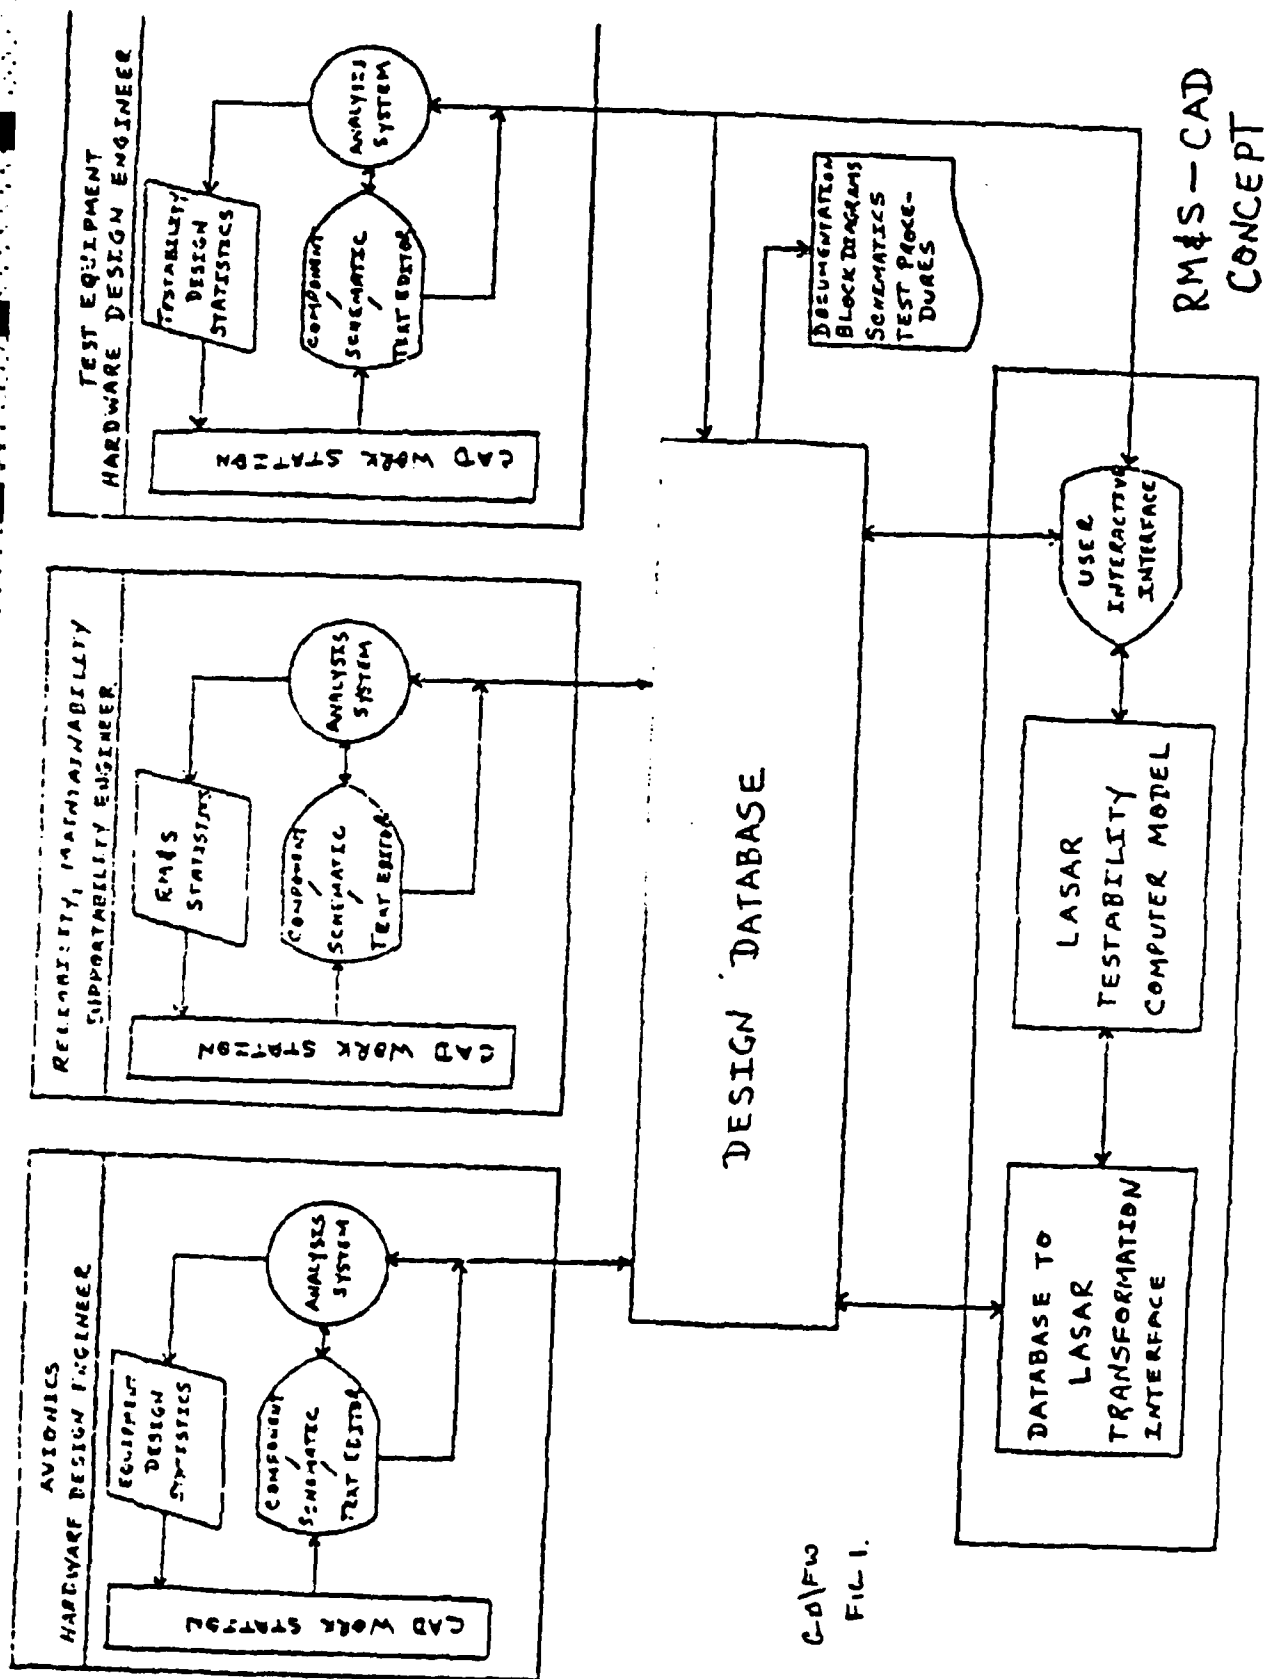 AVIONICS
HARDWARE DESIGN ENGINEER
EQUIPMENT
DESIGN
STATISTICS
ANALYSIS
SYSTEM
COMPONENT
/
SCHEMATIC
/
TEXT EDITOR
CAD WORK STATION
RELIABILITY, MAINTAINABILITY
SUPPORTABILITY ENGINEER
RM&S
STATISTICS
ANALYSIS
SYSTEM
COMPONENT
/
SCHEMATIC
/
TEXT EDITOR
CAD WORK STATION
TEST EQUIPMENT
HARDWARE DESIGN ENGINEER
TESTABILITY
DESIGN
STATISTICS
ANALYSIS
SYSTEM
COMPONENT
/
SCHEMATIC
/
TEXT EDITOR
CAD WORK STATION
DESIGN DATABASE
DOCUMENTATION
BLOCK DIAGRAMS
SCHEMATICS
TEST PROCE-
DURES
DATABASE TO
LASAR
TRANSFORMATION
INTERFACE
LASAR
TESTABILITY
COMPUTER MODEL
USER
INTERACTIVE
INTERFACE
GD\FW
FIG 1.
RM&S-CAD
CONCEPT